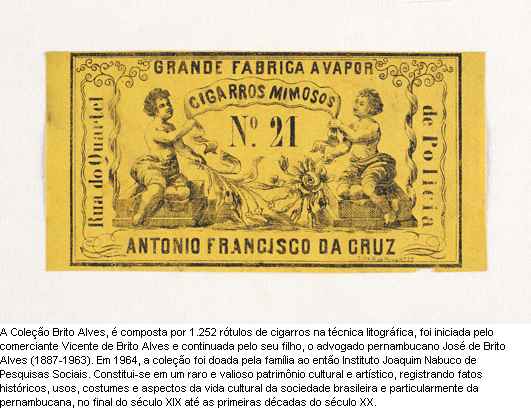 GRANDE FABRICA A VAPOR
CIGARROS MIMOSOS
Nº. 21
Rua do Quartel
de Policia
ANTONIO FRANCISCO DA CRUZ
A Coleção Brito Alves, é composta por 1.252 rótulos de cigarros na técnica litográfica, foi iniciada pelo
comerciante Vicente de Brito Alves e continuada pelo seu filho, o advogado pernambucano José de Brito
Alves (1887-1963). Em 1964, a coleção foi doada pela família ao então Instituto Joaquim Nabuco de
Pesquisas Sociais. Constitui-se em um raro e valioso patrimônio cultural e artístico, registrando fatos
históricos, usos, costumes e aspectos da vida cultural da sociedade brasileira e particularmente da
pernambucana, no final do século XIX até as primeiras décadas do século XX.